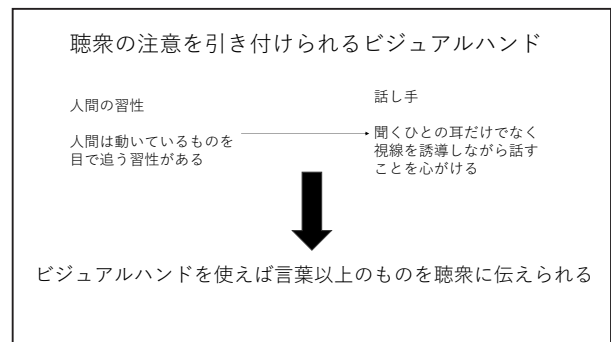 聴衆の注意を引き付けられるビジュアルハンド
人間の習性
人間は動いているものを
目で追う習性がある
話し手
聞くひとの耳だけでなく
視線を誘導しながら話す
ことを心がける
ビジュアルハンドを使えば言葉以上のものを聴衆に伝えられる